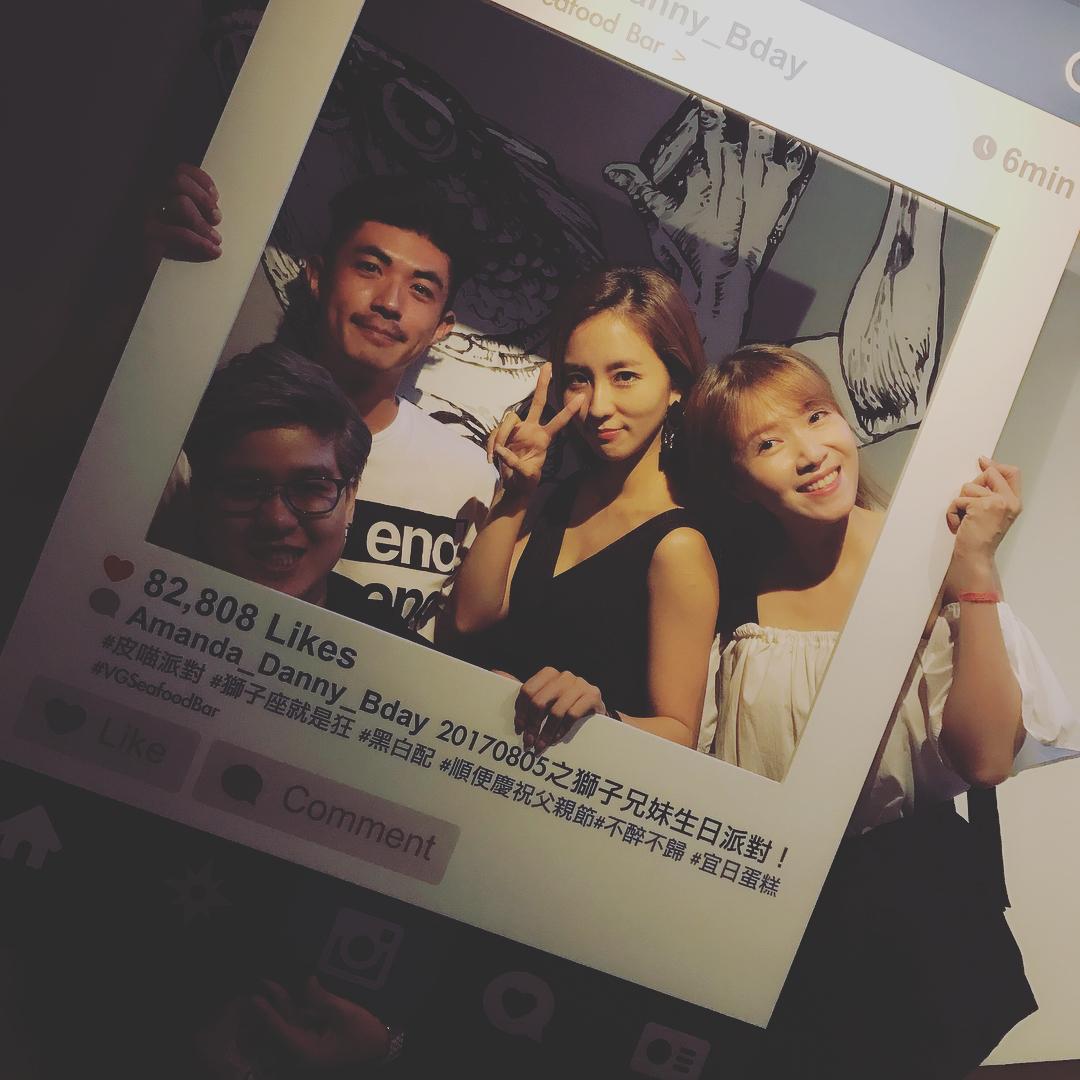 anny_Bday
eafood Bar >
6min
end.
end
82,808 Likes
Amanda_Danny_Bday 20170805之獅子兄妹生日派對！
#皮喵派對 #獅子座就是狂 #黑白配 #順便慶祝父親節#不醉不歸 #宜日蛋糕
#VGSeafoodBar
Like
Comment